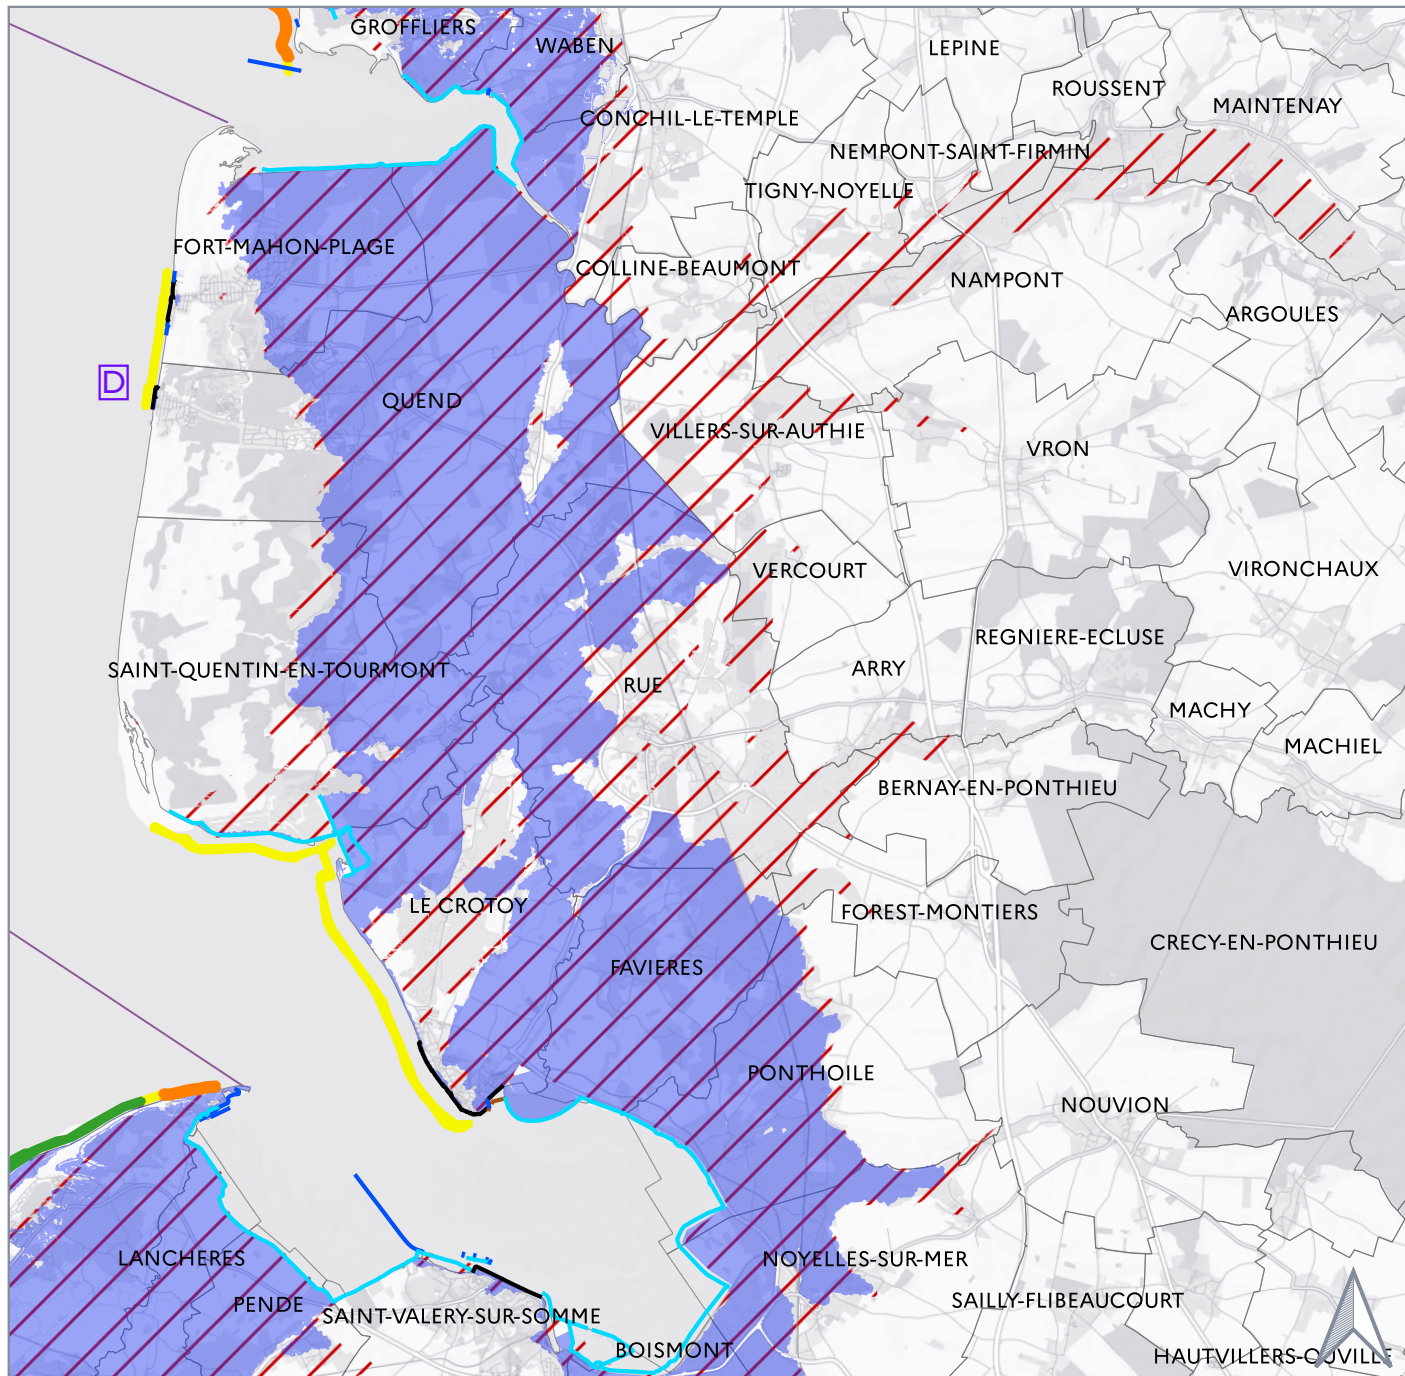 GROFFLIERS
WABEN
LEPINE
ROUSSENT
MAINTENAY
CONCHIL-LE-TEMPLE
NEMPONT-SAINT-FIRMIN
TIGNY-NOYELLE
FORT-MAHON-PLAGE
COLLINE-BEAUMONT
NAMPONT
ARGOULES
D
QUEND
VILLERS-SUR-AUTHIE
VRON
VERCOURT
VIRONCHAUX
REGNIERE-ECLUSE
SAINT-QUENTIN-EN-TOURMONT
ARRY
RUE
MACHY
MACHIEL
BERNAY-EN-PONTHIEU
LE CROTOY
FOREST-MONTIERS
CRECY-EN-PONTHIEU
FAVIERES
PONTHOILE
NOUVION
LANCHERES
NOYELLES-SUR-MER
PENDE
SAILLY-FLIBEAUCOURT
SAINT-VALERY-SUR-SOMME
BOISMONT
HAUTVILLERS-OUVILLE